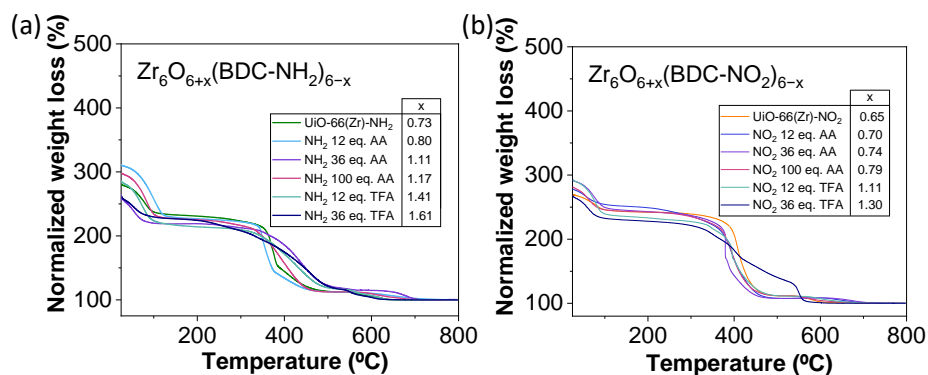 (a)
Normalized weight loss (%)
500
400
300
200
100
Zr₆O₆₊ₓ(BDC-NH₂)₆₋ₓ
x
UiO-66(Zr)-NH₂ 0.73
NH₂ 12 eq. AA 0.80
NH₂ 36 eq. AA 1.11
NH₂ 100 eq. AA 1.17
NH₂ 12 eq. TFA 1.41
NH₂ 36 eq. TFA 1.61
200 400 600 800
Temperature (ºC)
(b)
Normalized weight loss (%)
500
400
300
200
100
Zr₆O₆₊ₓ(BDC-NO₂)₆₋ₓ
x
UiO-66(Zr)-NO₂ 0.65
NO₂ 12 eq. AA 0.70
NO₂ 36 eq. AA 0.74
NO₂ 100 eq. AA 0.79
NO₂ 12 eq. TFA 1.11
NO₂ 36 eq. TFA 1.30
200 400 600 800
Temperature (ºC)